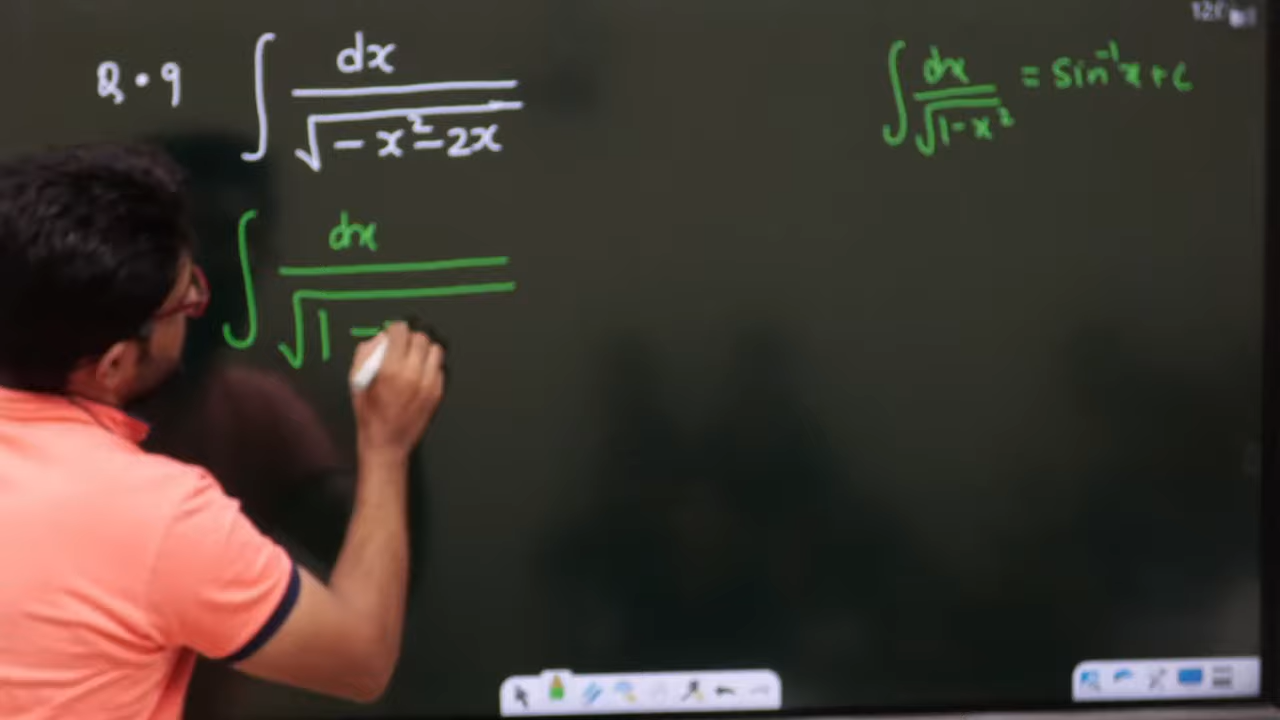 Q.9 ∫ dx / √(-x²-2x)
∫ dx / √(1-x²) = Sin⁻¹x + c
∫ dx / √(1 -